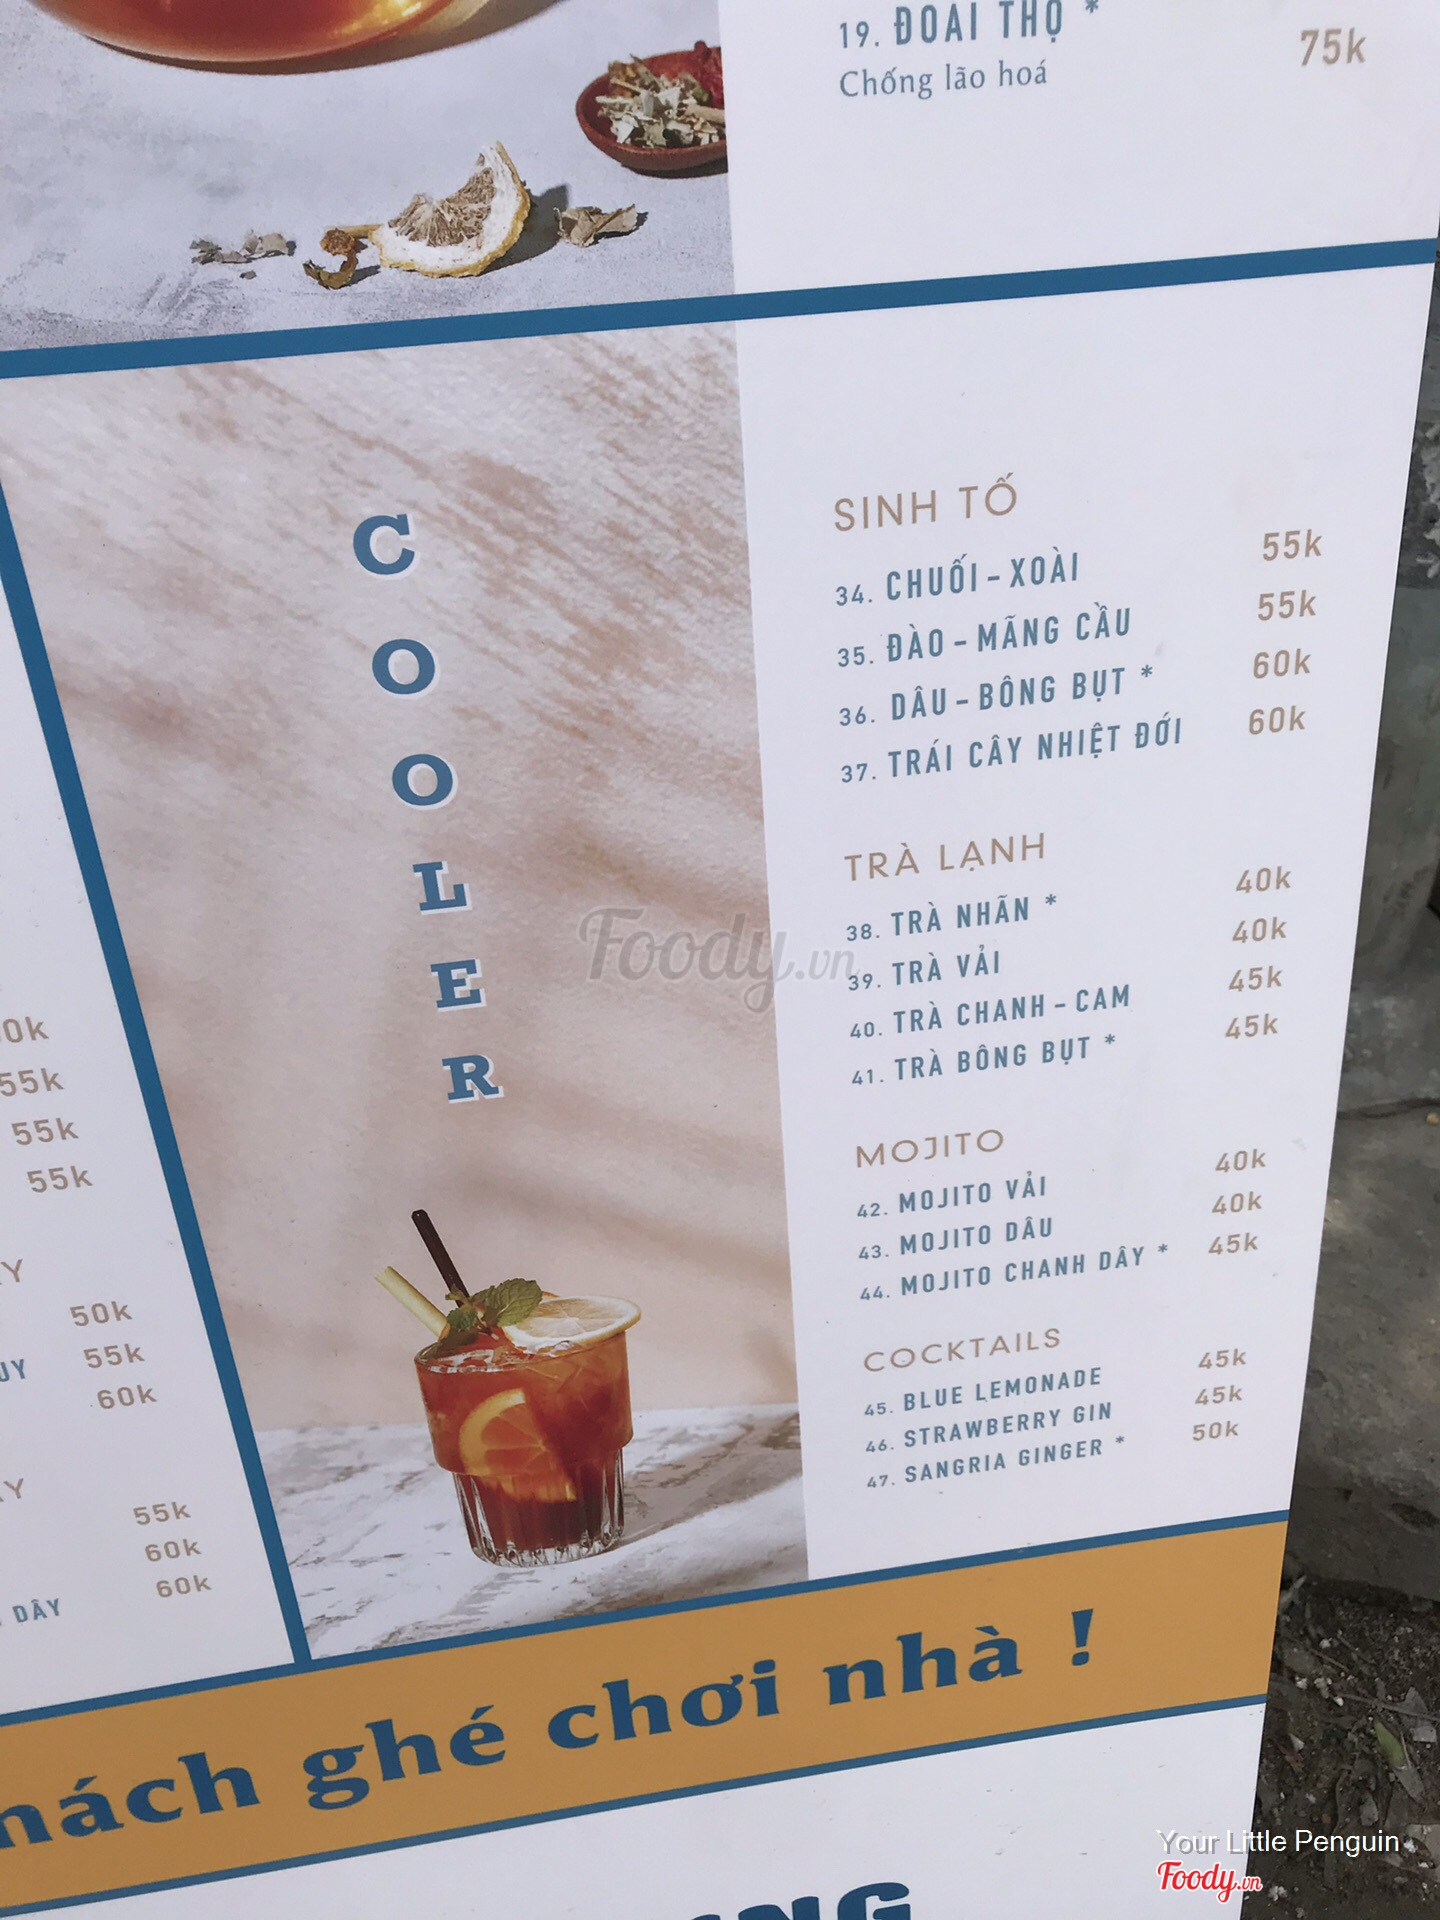 19. ĐOAI THỌ * 75k
Chống lão hoá
COOLER
SINH TỐ
34. CHUỐI - XOÀI 55k
35. ĐÀO - MÃNG CẦU 55k
36. DÂU - BÔNG BỤT * 60k
37. TRÁI CÂY NHIỆT ĐỚI 60k
TRÀ LẠNH
38. TRÀ NHÃN * 40k
39. TRÀ VẢI 40k
40. TRÀ CHANH - CAM 45k
41. TRÀ BÔNG BỤT * 45k
MOJITO
42. MOJITO VẢI 40k
43. MOJITO DÂU 40k
44. MOJITO CHANH DÂY * 45k
COCKTAILS
45. BLUE LEMONADE 45k
46. STRAWBERRY GIN 45k
47. SANGRIA GINGER * 50k
55k
55k
55k
50k
55k
60k
55k
60k
DÂY 60k
ghé chơi nhà !
Foody.vn
Your Little Penguin
Foody.vn